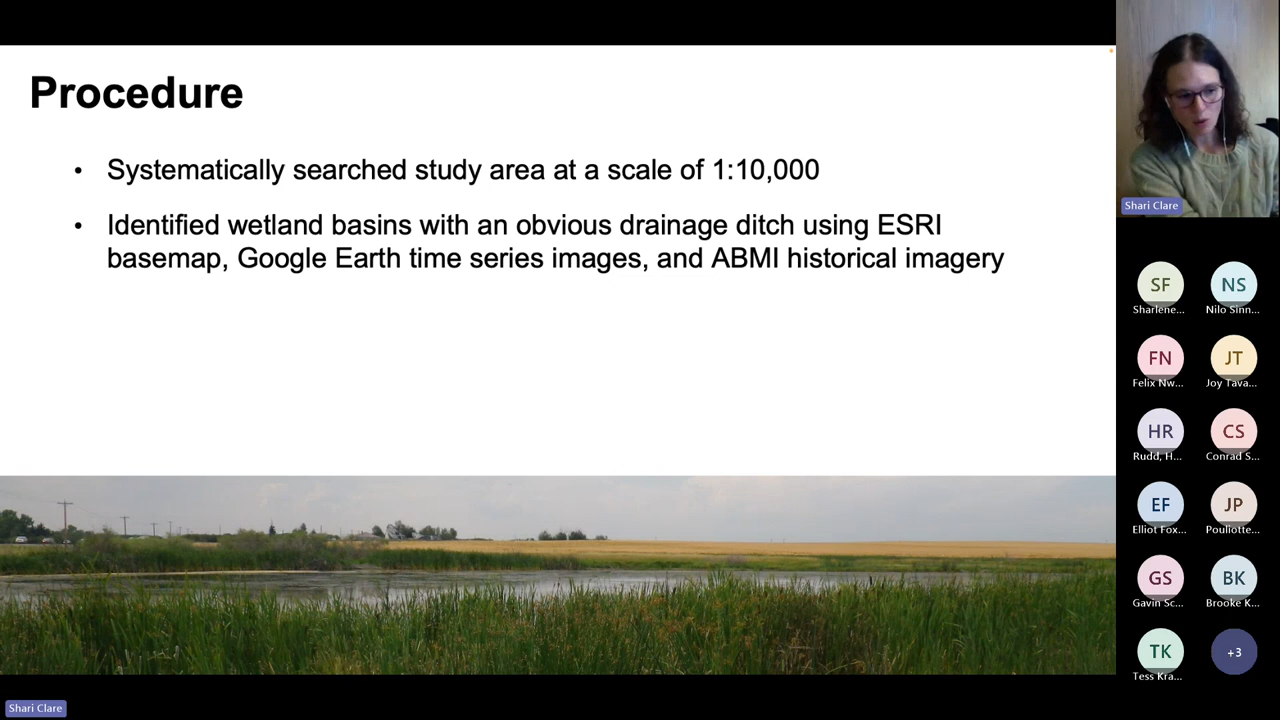 Procedure
• Systematically searched study area at a scale of 1:10,000
• Identified wetland basins with an obvious drainage ditch using ESRI
basemap, Google Earth time series images, and ABMI historical imagery
Shari Clare
SF NS
Sharlene... Nilo Sinn...
FN JT
Felix Nw... Joy Tava...
HR CS
Rudd, H... Conrad S...
EF JP
Elliot Fox... Pouliotte...
GS BK
Gavin Sc... Brooke K...
TK +3
Tess Kra...
Shari Clare